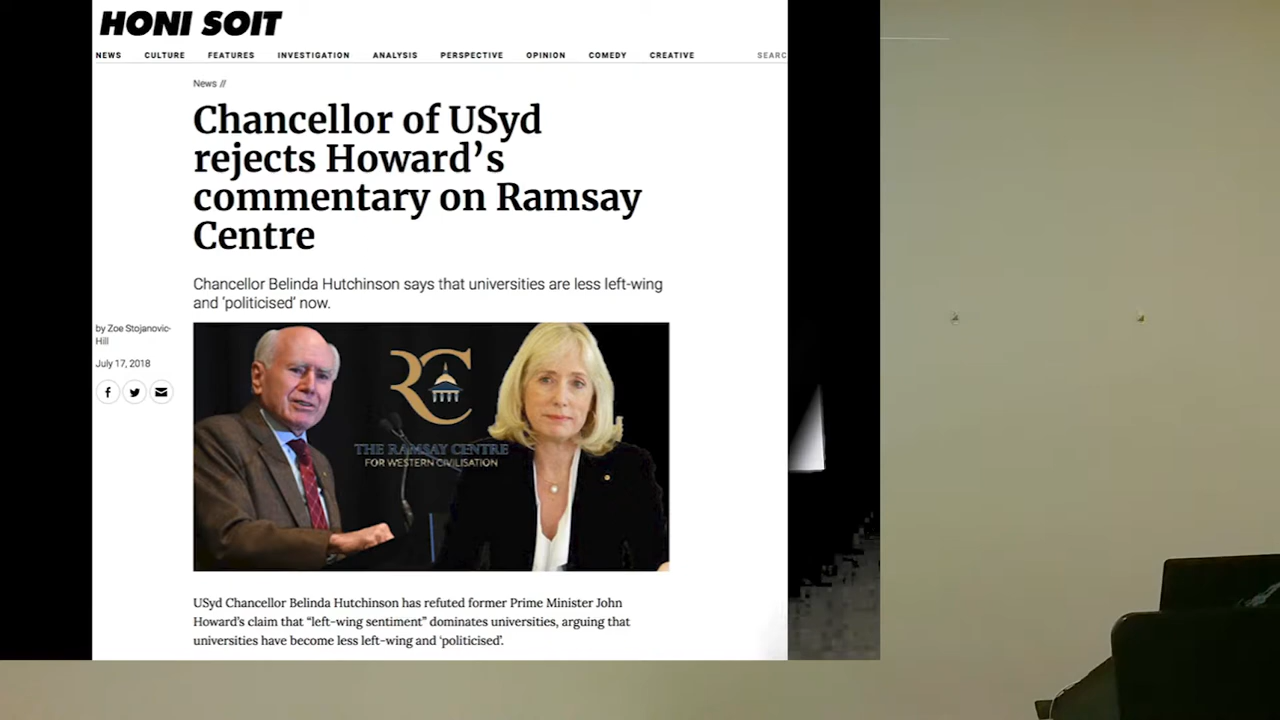 HONI SOIT
NEWS CULTURE FEATURES INVESTIGATION ANALYSIS PERSPECTIVE OPINION COMEDY CREATIVE SEARC
News //
Chancellor of USyd
rejects Howard's
commentary on Ramsay
Centre
Chancellor Belinda Hutchinson says that universities are less left-wing
and 'politicised' now.
by Zoe Stojanovic-
Hill
July 17, 2018
RC
THE RAMSAY CENTRE
FOR WESTERN CIVILISATION
USyd Chancellor Belinda Hutchinson has refuted former Prime Minister John
Howard's claim that "left-wing sentiment" dominates universities, arguing that
universities have become less left-wing and 'politicised'.